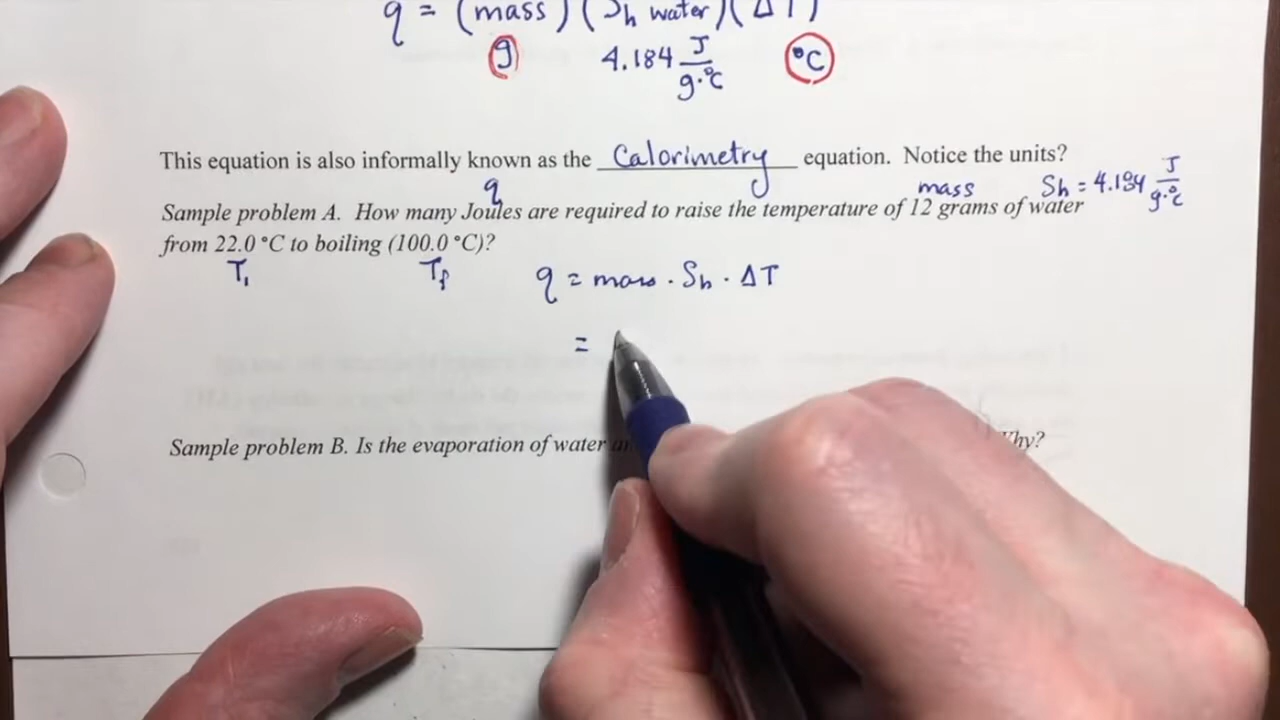 q = (mass)(Sh water)(ΔT)
g 4.184 J/g·°C °C
This equation is also informally known as the Calorimetry equation. Notice the units?
q mass Sh = 4.184 J/g·°C
Sample problem A. How many Joules are required to raise the temperature of 12 grams of water
from 22.0 °C to boiling (100.0 °C)?
T, Tf q = mass · Sh · ΔT
=
Sample problem B. Is the evaporation of water Why?